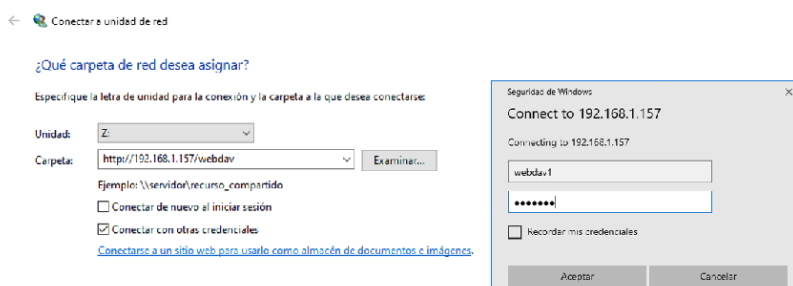 Conectar a unidad de red
¿Qué carpeta de red desea asignar?
Especifique la letra de unidad para la conexión y la carpeta a la que desea conectarse:
Unidad: Z:
Carpeta: http://192.168.1.157/webdav Examinar...
Ejemplo: \\servidor\recurso_compartido
Conectar de nuevo al iniciar sesión
Conectar con otras credenciales
Conectarse a un sitio web para usarlo como almacén de documentos e imágenes.
Seguridad de Windows
Connect to 192.168.1.157
Connecting to 192.168.1.157
webdav1
•••••••
Recordar mis credenciales
Aceptar Cancelar